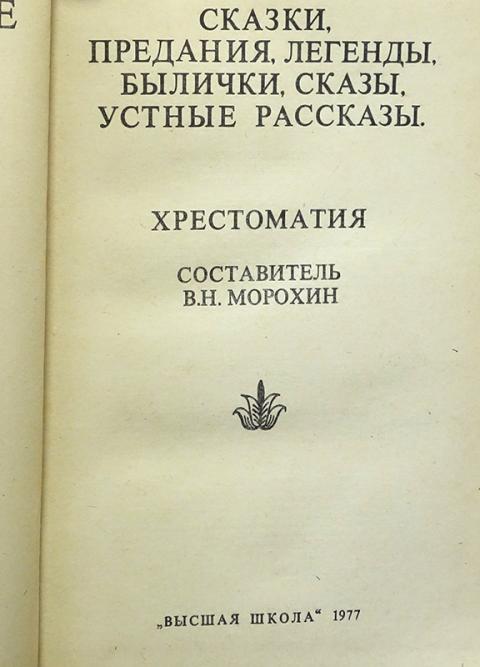 Е
СКАЗКИ,
ПРЕДАНИЯ, ЛЕГЕНДЫ,
БЫЛИЧКИ, СКАЗЫ,
УСТНЫЕ РАССКАЗЫ.
ХРЕСТОМАТИЯ
СОСТАВИТЕЛЬ
В.Н. МОРОХИН
„ВЫСШАЯ ШКОЛА“ 1977